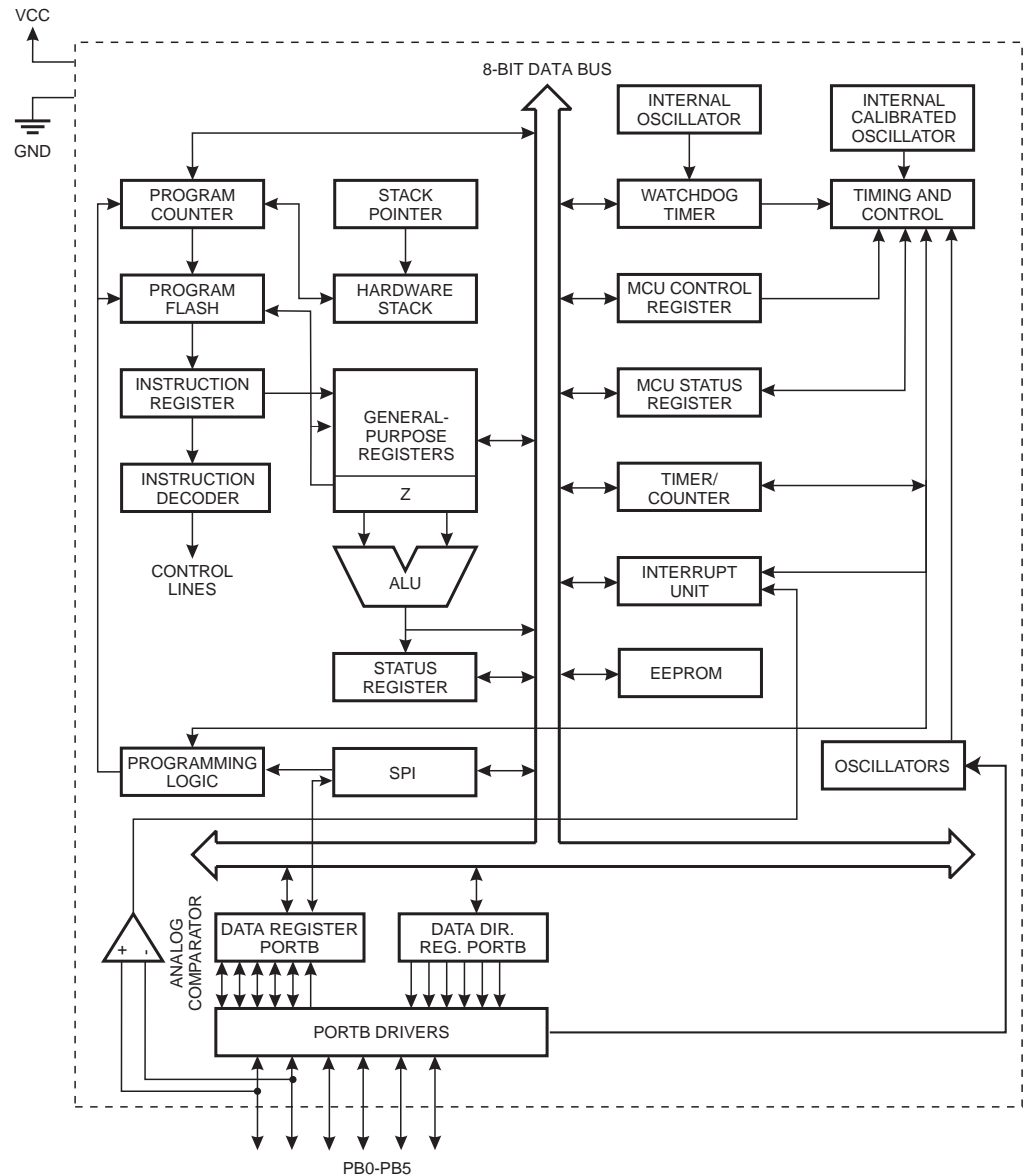 VCC
GND
8-BIT DATA BUS
INTERNAL
OSCILLATOR
INTERNAL
CALIBRATED
OSCILLATOR
PROGRAM
COUNTER
STACK
POINTER
WATCHDOG
TIMER
TIMING AND
CONTROL
PROGRAM
FLASH
HARDWARE
STACK
MCU CONTROL
REGISTER
INSTRUCTION
REGISTER
GENERAL-
PURPOSE
REGISTERS
Z
MCU STATUS
REGISTER
INSTRUCTION
DECODER
TIMER/
COUNTER
CONTROL
LINES
ALU
INTERRUPT
UNIT
STATUS
REGISTER
EEPROM
PROGRAMMING
LOGIC
SPI
OSCILLATORS
ANALOG
COMPARATOR
+ -
DATA REGISTER
PORTB
DATA DIR.
REG. PORTB
PORTB DRIVERS
PB0-PB5